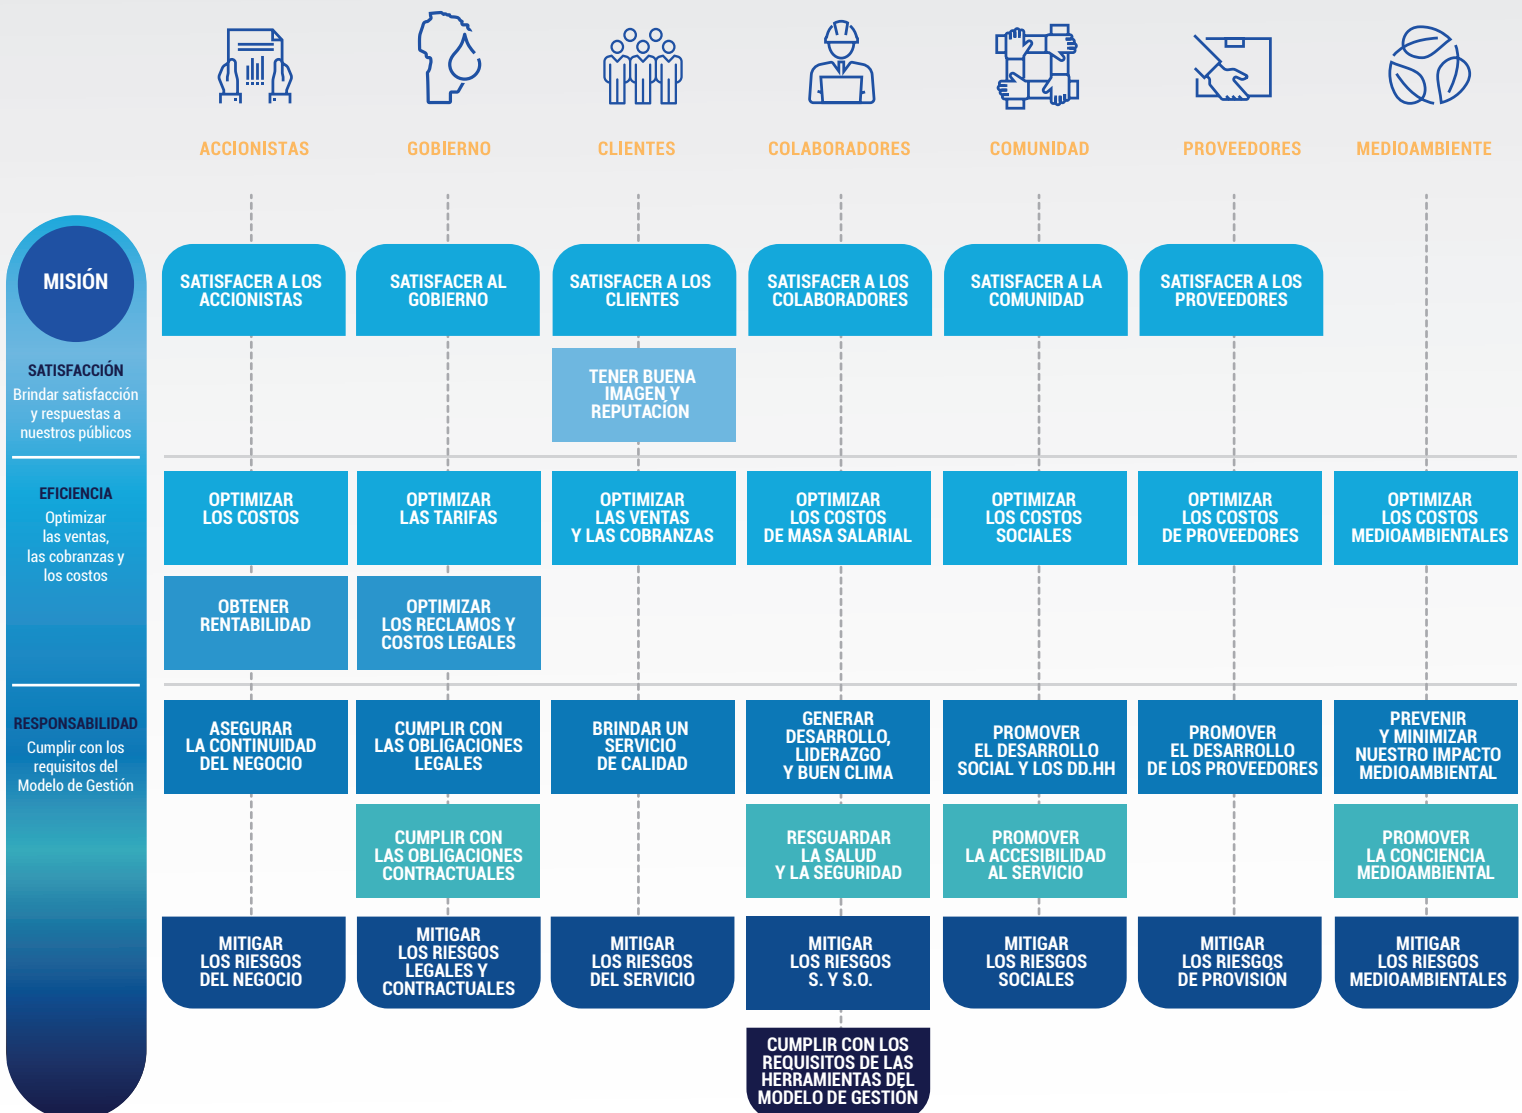 ACCIONISTAS
GOBIERNO
CLIENTES
COLABORADORES
COMUNIDAD
PROVEEDORES
MEDIOAMBIENTE
MISIÓN
SATISFACER A LOS
ACCIONISTAS
SATISFACER AL
GOBIERNO
SATISFACER A LOS
CLIENTES
SATISFACER A LOS
COLABORADORES
SATISFACER A LA
COMUNIDAD
SATISFACER A LOS
PROVEEDORES
SATISFACCIÓN
Brindar satisfacción
y respuestas a
nuestros públicos
TENER BUENA
IMAGEN Y
REPUTACIÓN
EFICIENCIA
Optimizar
las ventas,
las cobranzas y
los costos
OPTIMIZAR
LOS COSTOS
OPTIMIZAR
LAS TARIFAS
OPTIMIZAR
LAS VENTAS
Y LAS COBRANZAS
OPTIMIZAR
LOS COSTOS
DE MASA SALARIAL
OPTIMIZAR
LOS COSTOS
SOCIALES
OPTIMIZAR
LOS COSTOS
DE PROVEEDORES
OPTIMIZAR
LOS COSTOS
MEDIOAMBIENTALES
OBTENER
RENTABILIDAD
OPTIMIZAR
LOS RECLAMOS Y
COSTOS LEGALES
RESPONSABILIDAD
Cumplir con los
requisitos del
Modelo de Gestión
ASEGURAR
LA CONTINUIDAD
DEL NEGOCIO
CUMPLIR CON
LAS OBLIGACIONES
LEGALES
BRINDAR UN
SERVICIO
DE CALIDAD
GENERAR
DESARROLLO,
LIDERAZGO
Y BUEN CLIMA
PROMOVER
EL DESARROLLO
SOCIAL Y LOS DD.HH
PROMOVER
EL DESARROLLO
DE LOS PROVEEDORES
PREVENIR
Y MINIMIZAR
NUESTRO IMPACTO
MEDIOAMBIENTAL
CUMPLIR CON
LAS OBLIGACIONES
CONTRACTUALES
RESGUARDAR
LA SALUD
Y LA SEGURIDAD
PROMOVER
LA ACCESIBILIDAD
AL SERVICIO
PROMOVER
LA CONCIENCIA
MEDIOAMBIENTAL
MITIGAR
LOS RIESGOS
DEL NEGOCIO
MITIGAR
LOS RIESGOS
LEGALES Y
CONTRACTUALES
MITIGAR
LOS RIESGOS
DEL SERVICIO
MITIGAR
LOS RIESGOS
S. Y S.O.
MITIGAR
LOS RIESGOS
SOCIALES
MITIGAR
LOS RIESGOS
DE PROVISIÓN
MITIGAR
LOS RIESGOS
MEDIOAMBIENTALES
CUMPLIR CON LOS
REQUISITOS DE LAS
HERRAMIENTAS DEL
MODELO DE GESTIÓN